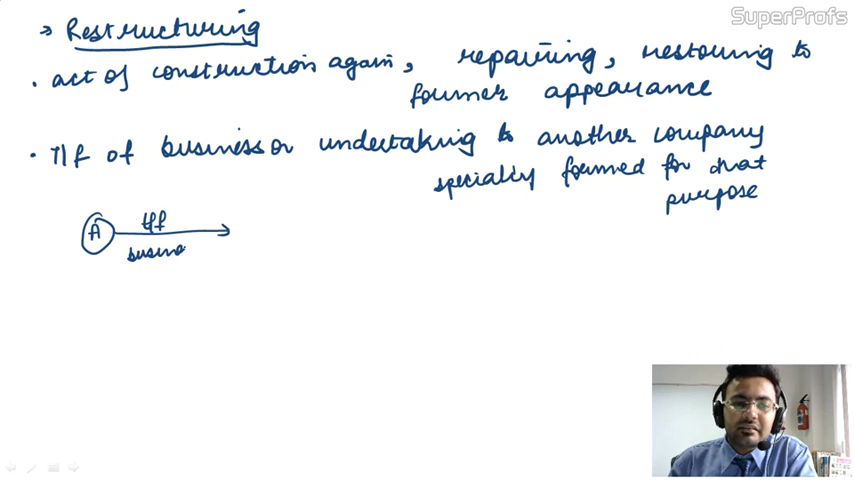 SuperProfs
→ Restructuring
• act of construction again, repairing, restoring to
former appearance
• T/f of business or undertaking to another company
specially formed for that
purpose
A tff
busine